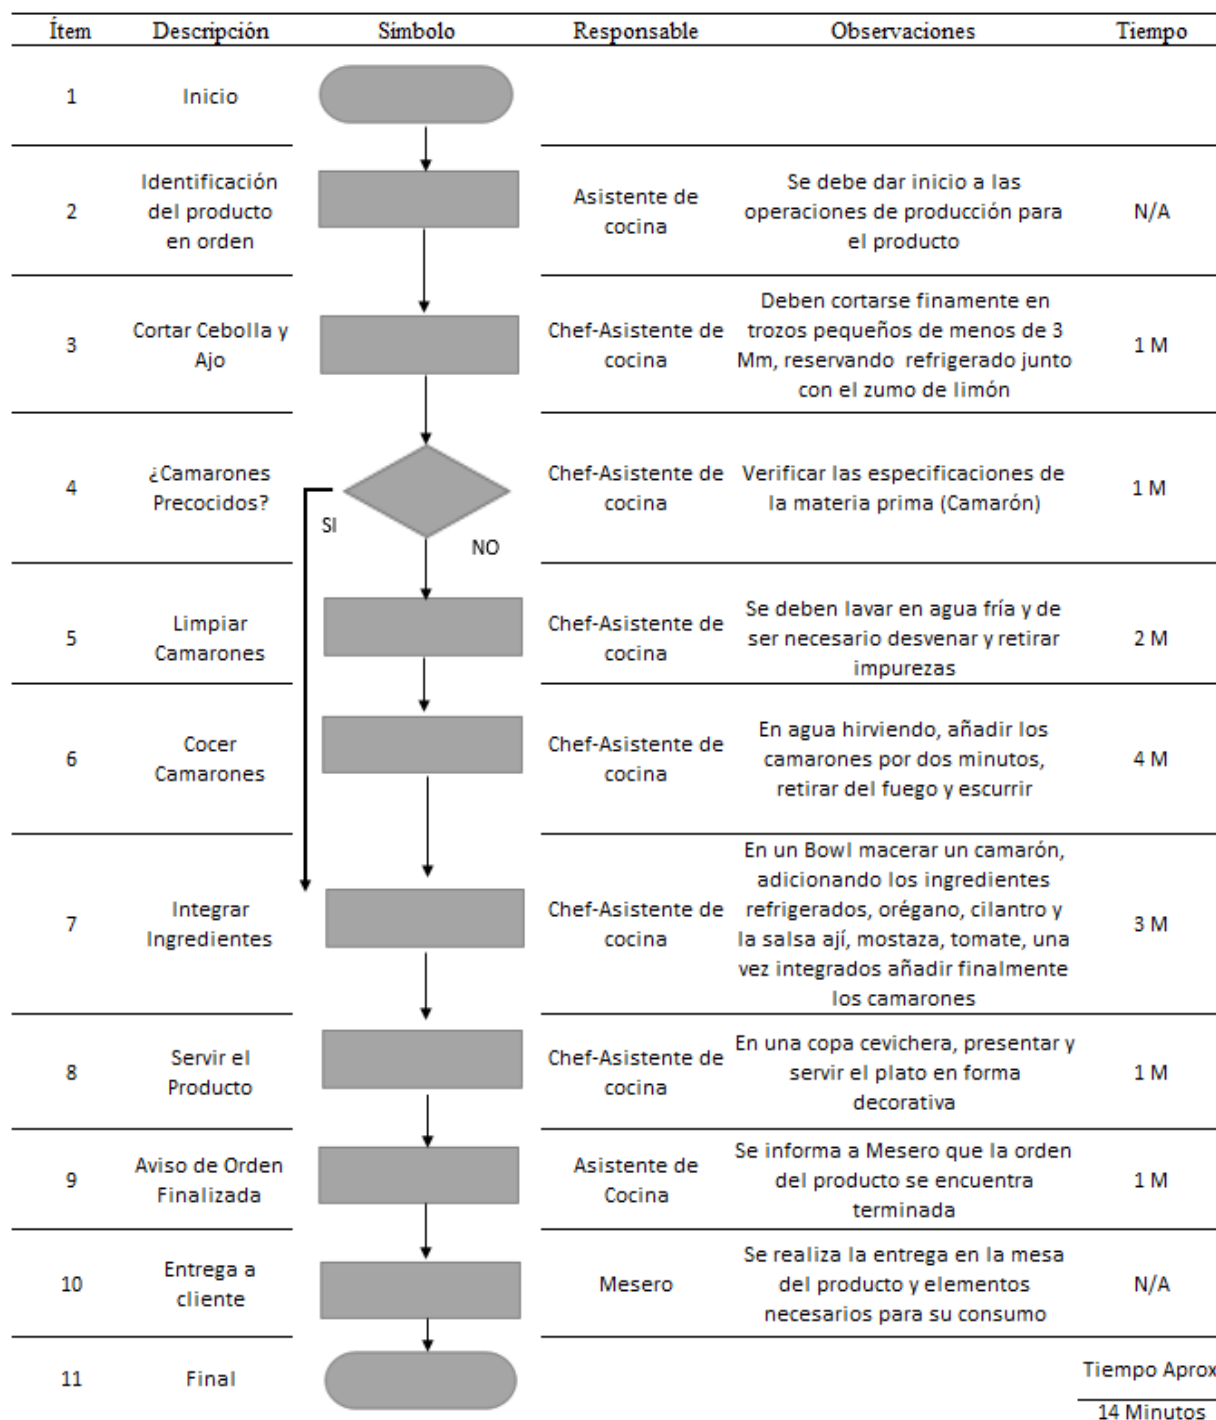 Ítem Descripción Símbolo Responsable Observaciones Tiempo
1 Inicio
2 Identificación del producto en orden Asistente de cocina Se debe dar inicio a las operaciones de producción para el producto N/A
3 Cortar Cebolla y Ajo Chef-Asistente de cocina Deben cortarse finamente en trozos pequeños de menos de 3 Mm, reservando refrigerado junto con el zumo de limón 1 M
4 ¿Camarones Precocidos? Chef-Asistente de cocina Verificar las especificaciones de la materia prima (Camarón) 1 M
SI
NO
5 Limpiar Camarones Chef-Asistente de cocina Se deben lavar en agua fría y de ser necesario desvenar y retirar impurezas 2 M
6 Cocer Camarones Chef-Asistente de cocina En agua hirviendo, añadir los camarones por dos minutos, retirar del fuego y escurrir 4 M
7 Integrar Ingredientes Chef-Asistente de cocina En un Bowl macerar un camarón, adicionando los ingredientes refrigerados, orégano, cilantro y la salsa ají, mostaza, tomate, una vez integrados añadir finalmente los camarones 3 M
8 Servir el Producto Chef-Asistente de cocina En una copa cevichera, presentar y servir el plato en forma decorativa 1 M
9 Aviso de Orden Finalizada Asistente de Cocina Se informa a Mesero que la orden del producto se encuentra terminada 1 M
10 Entrega a cliente Mesero Se realiza la entrega en la mesa del producto y elementos necesarios para su consumo N/A
11 Final
Tiempo Aprox
14 Minutos